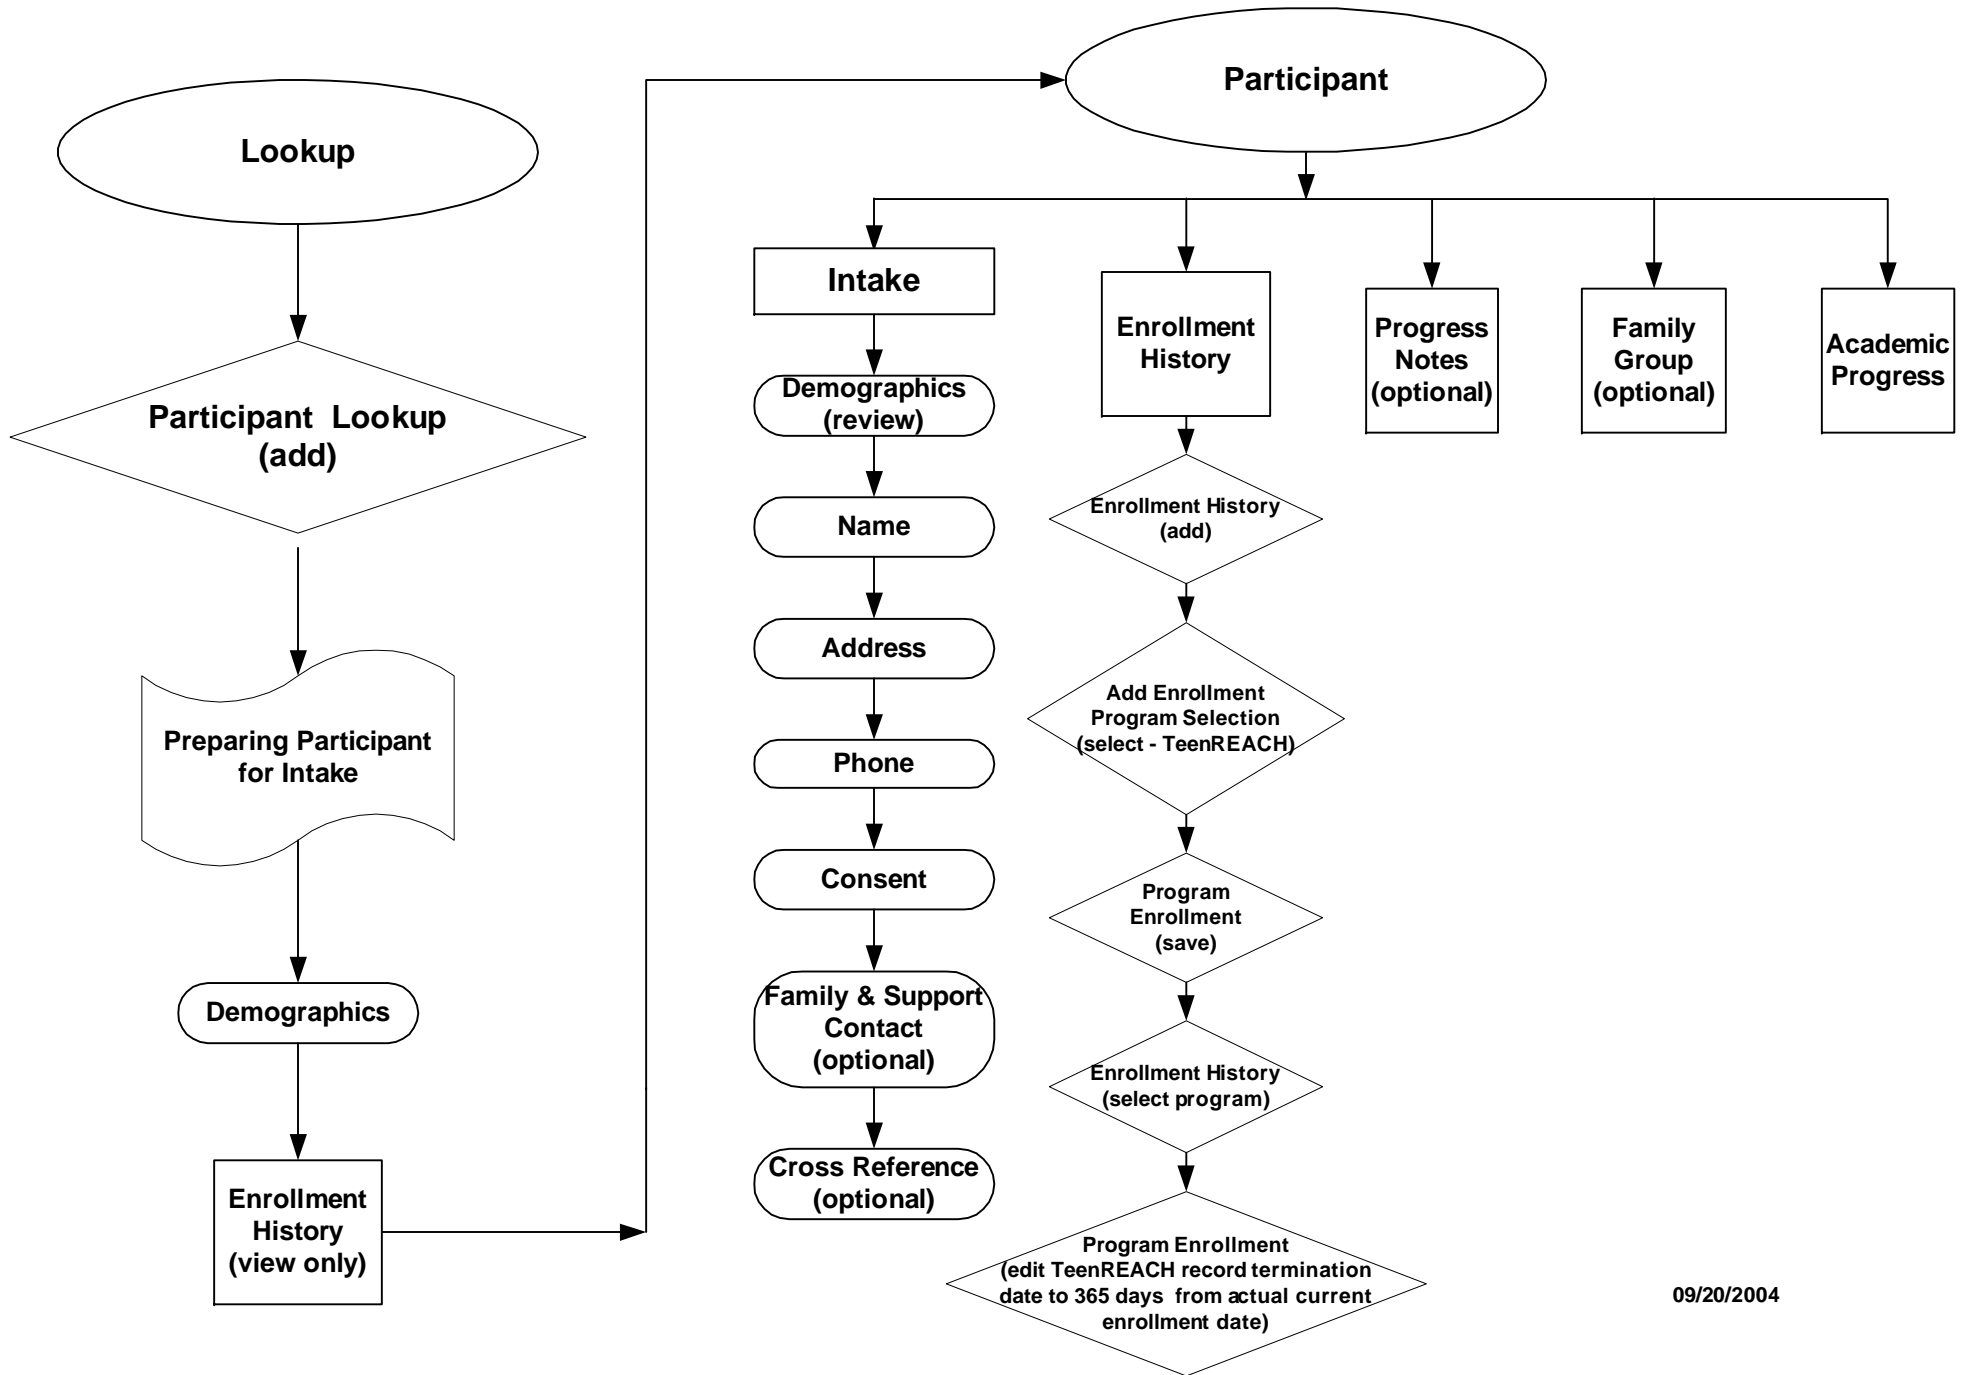 Lookup
Participant Lookup
(add)
Preparing Participant
for Intake
Demographics
Enrollment
History
(view only)
Participant
Intake
Demographics
(review)
Name
Address
Phone
Consent
Family & Support
Contact
(optional)
Cross Reference
(optional)
Enrollment
History
Enrollment History
(add)
Add Enrollment
Program Selection
(select - TeenREACH)
Program
Enrollment
(save)
Enrollment History
(select program)
Program Enrollment
(edit TeenREACH record termination
date to 365 days from actual current
enrollment date)
Progress
Notes
(optional)
Family
Group
(optional)
Academic
Progress
09/20/2004